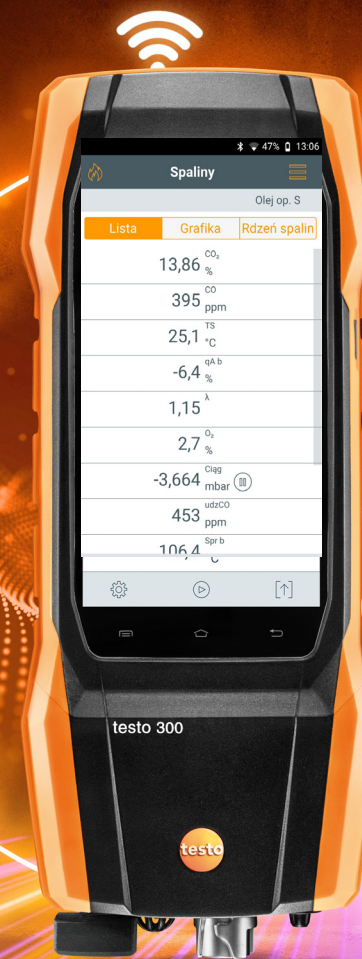 47% 13:06
Spaliny
Olej op. S
Lista Grafika Rdzeń spalin
13,86 CO₂ %
395 CO ppm
25,1 TS °C
-6,4 qA b %
1,15 λ
2,7 O₂ %
-3,664 Ciąg mbar
453 udzCO ppm
106,4 Spr b
testo 300
testo